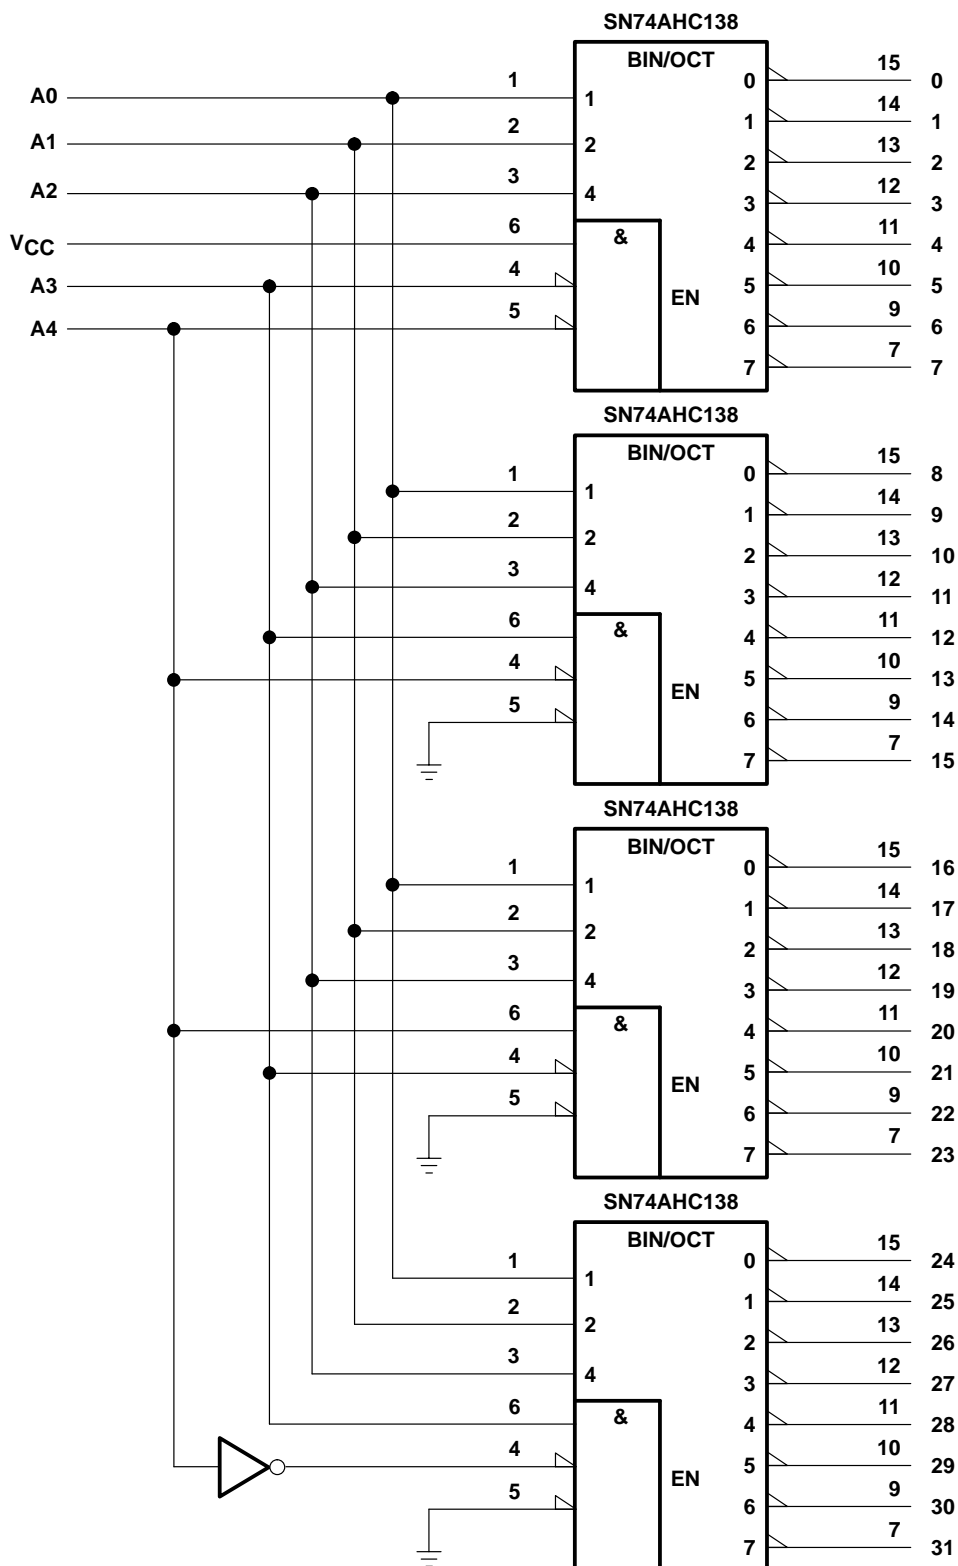 SN74AHC138
BIN/OCT
0 15 0
A0 1 1
1 14 1
A1 2 2
2 13 2
A2 3 4
3 12 3
VCC 6 &
4 11 4
A3 4
EN 5 10 5
A4 5
6 9 6
7 7 7
SN74AHC138
BIN/OCT
0 15 8
1 1
1 14 9
2 2
2 13 10
3 4
3 12 11
6 &
4 11 12
4
EN 5 10 13
5
6 9 14
7 7 15
SN74AHC138
BIN/OCT
0 15 16
1 1
1 14 17
2 2
2 13 18
3 4
3 12 19
6 &
4 11 20
4
EN 5 10 21
5
6 9 22
7 7 23
SN74AHC138
BIN/OCT
0 15 24
1 1
1 14 25
2 2
2 13 26
3 4
3 12 27
6 &
4 11 28
4
EN 5 10 29
5
6 9 30
7 7 31